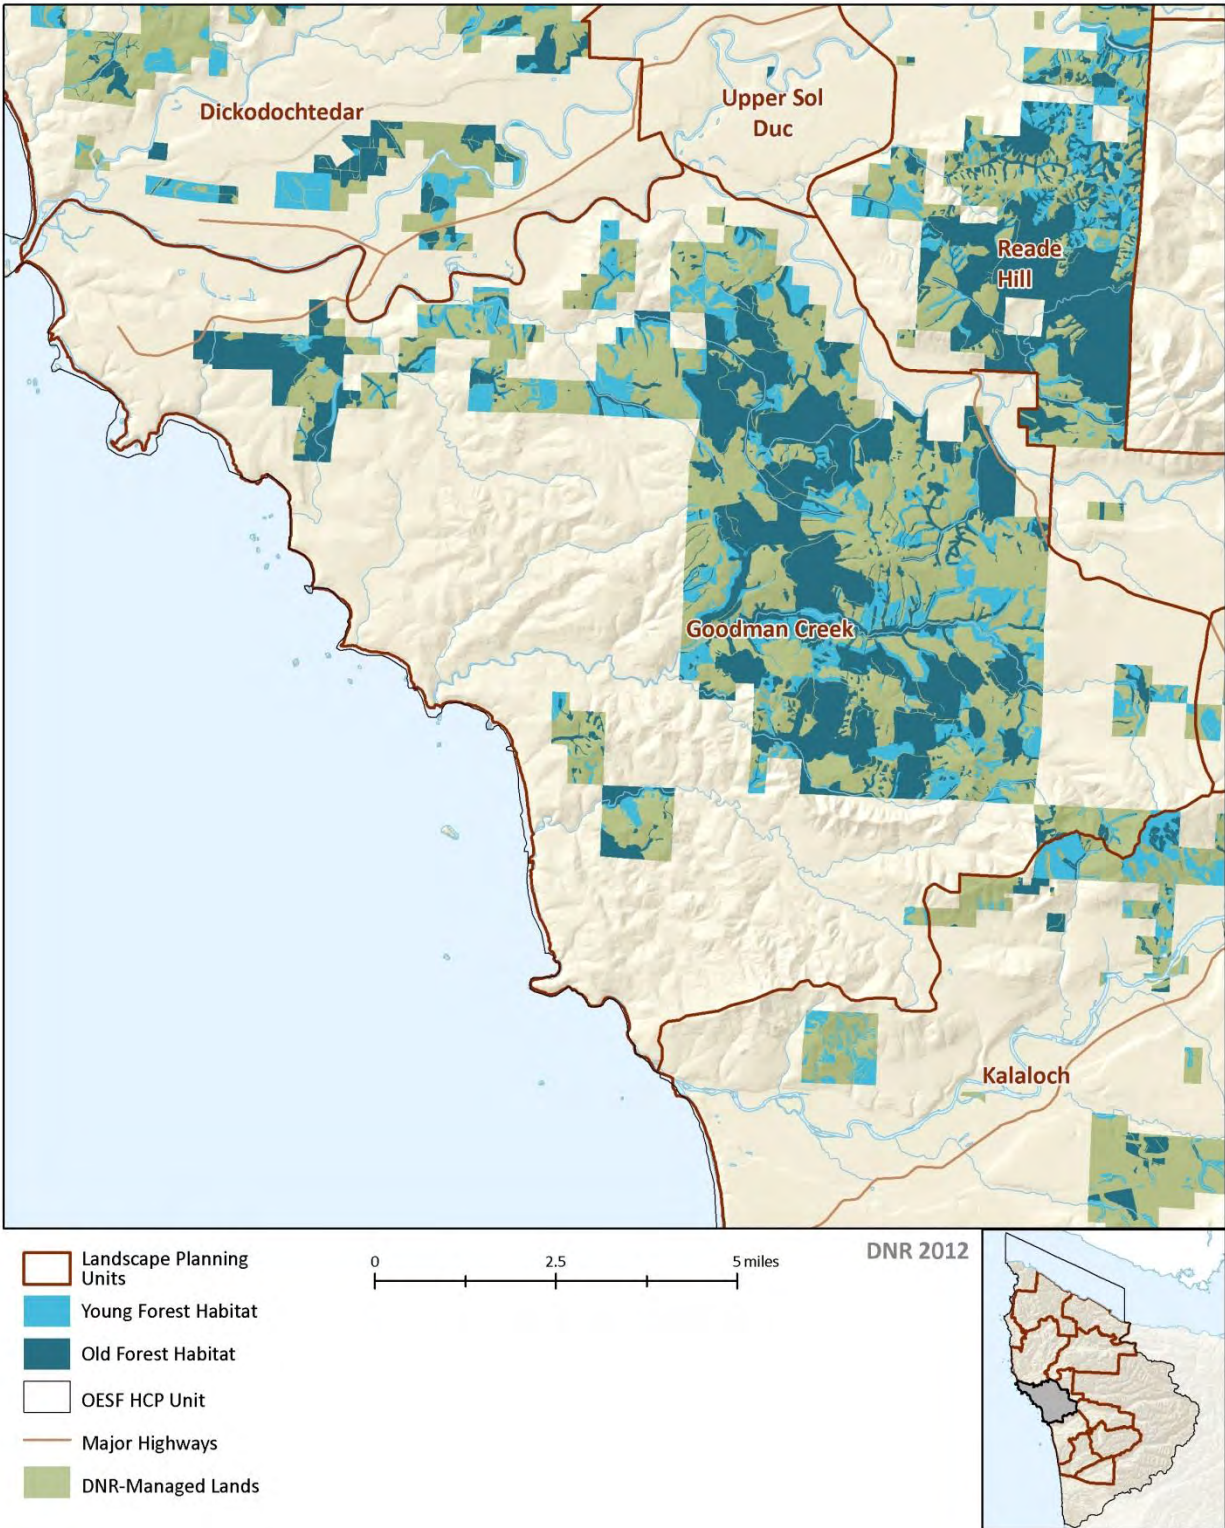 Dickodochtedar
Upper Sol
Duc
Reade
Hill
Goodman Creek
Kalaloch
Landscape Planning
Units
Young Forest Habitat
Old Forest Habitat
OESF HCP Unit
Major Highways
DNR-Managed Lands
0 2.5 5 miles
DNR 2012